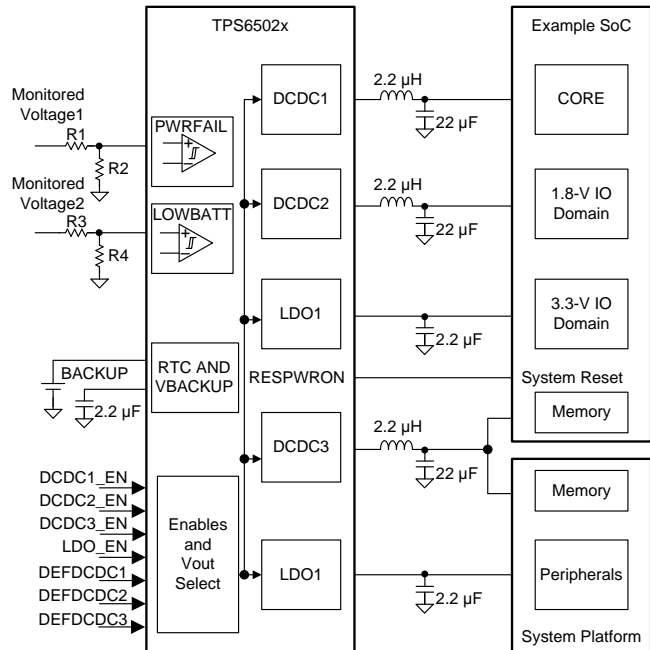 TPS6502x
Example SoC
Monitored
Voltage1
R1
R2
PWRFAIL
DCDC1
2.2 µH
22 µF
CORE
Monitored
Voltage2
R3
R4
LOWBATT
DCDC2
2.2 µH
22 µF
1.8-V IO
Domain
LDO1
2.2 µF
3.3-V IO
Domain
BACKUP
2.2 µF
RTC AND
VBACKUP
RESPWRON
System Reset
Memory
DCDC3
2.2 µH
22 µF
Memory
DCDC1_EN
DCDC2_EN
DCDC3_EN
LDO_EN
DEFDCDC1
DEFDCDC2
DEFDCDC3
Enables
and
Vout
Select
LDO1
2.2 µF
Peripherals
System Platform